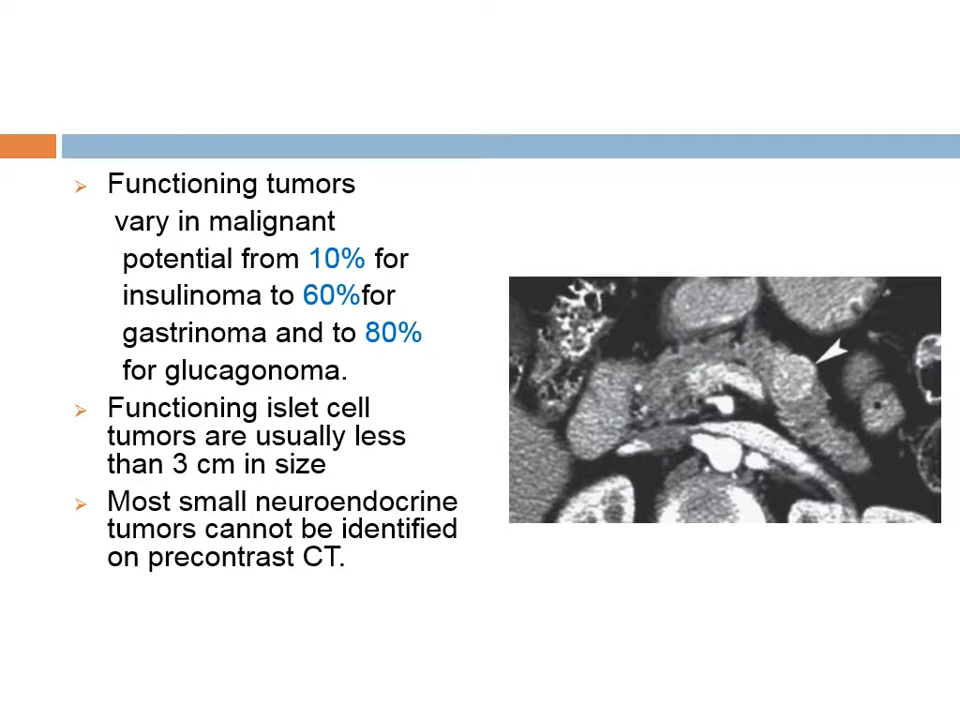 Functioning tumors
vary in malignant
potential from 10% for
insulinoma to 60%for
gastrinoma and to 80%
for glucagonoma.
Functioning islet cell
tumors are usually less
than 3 cm in size
Most small neuroendocrine
tumors cannot be identified
on precontrast CT.